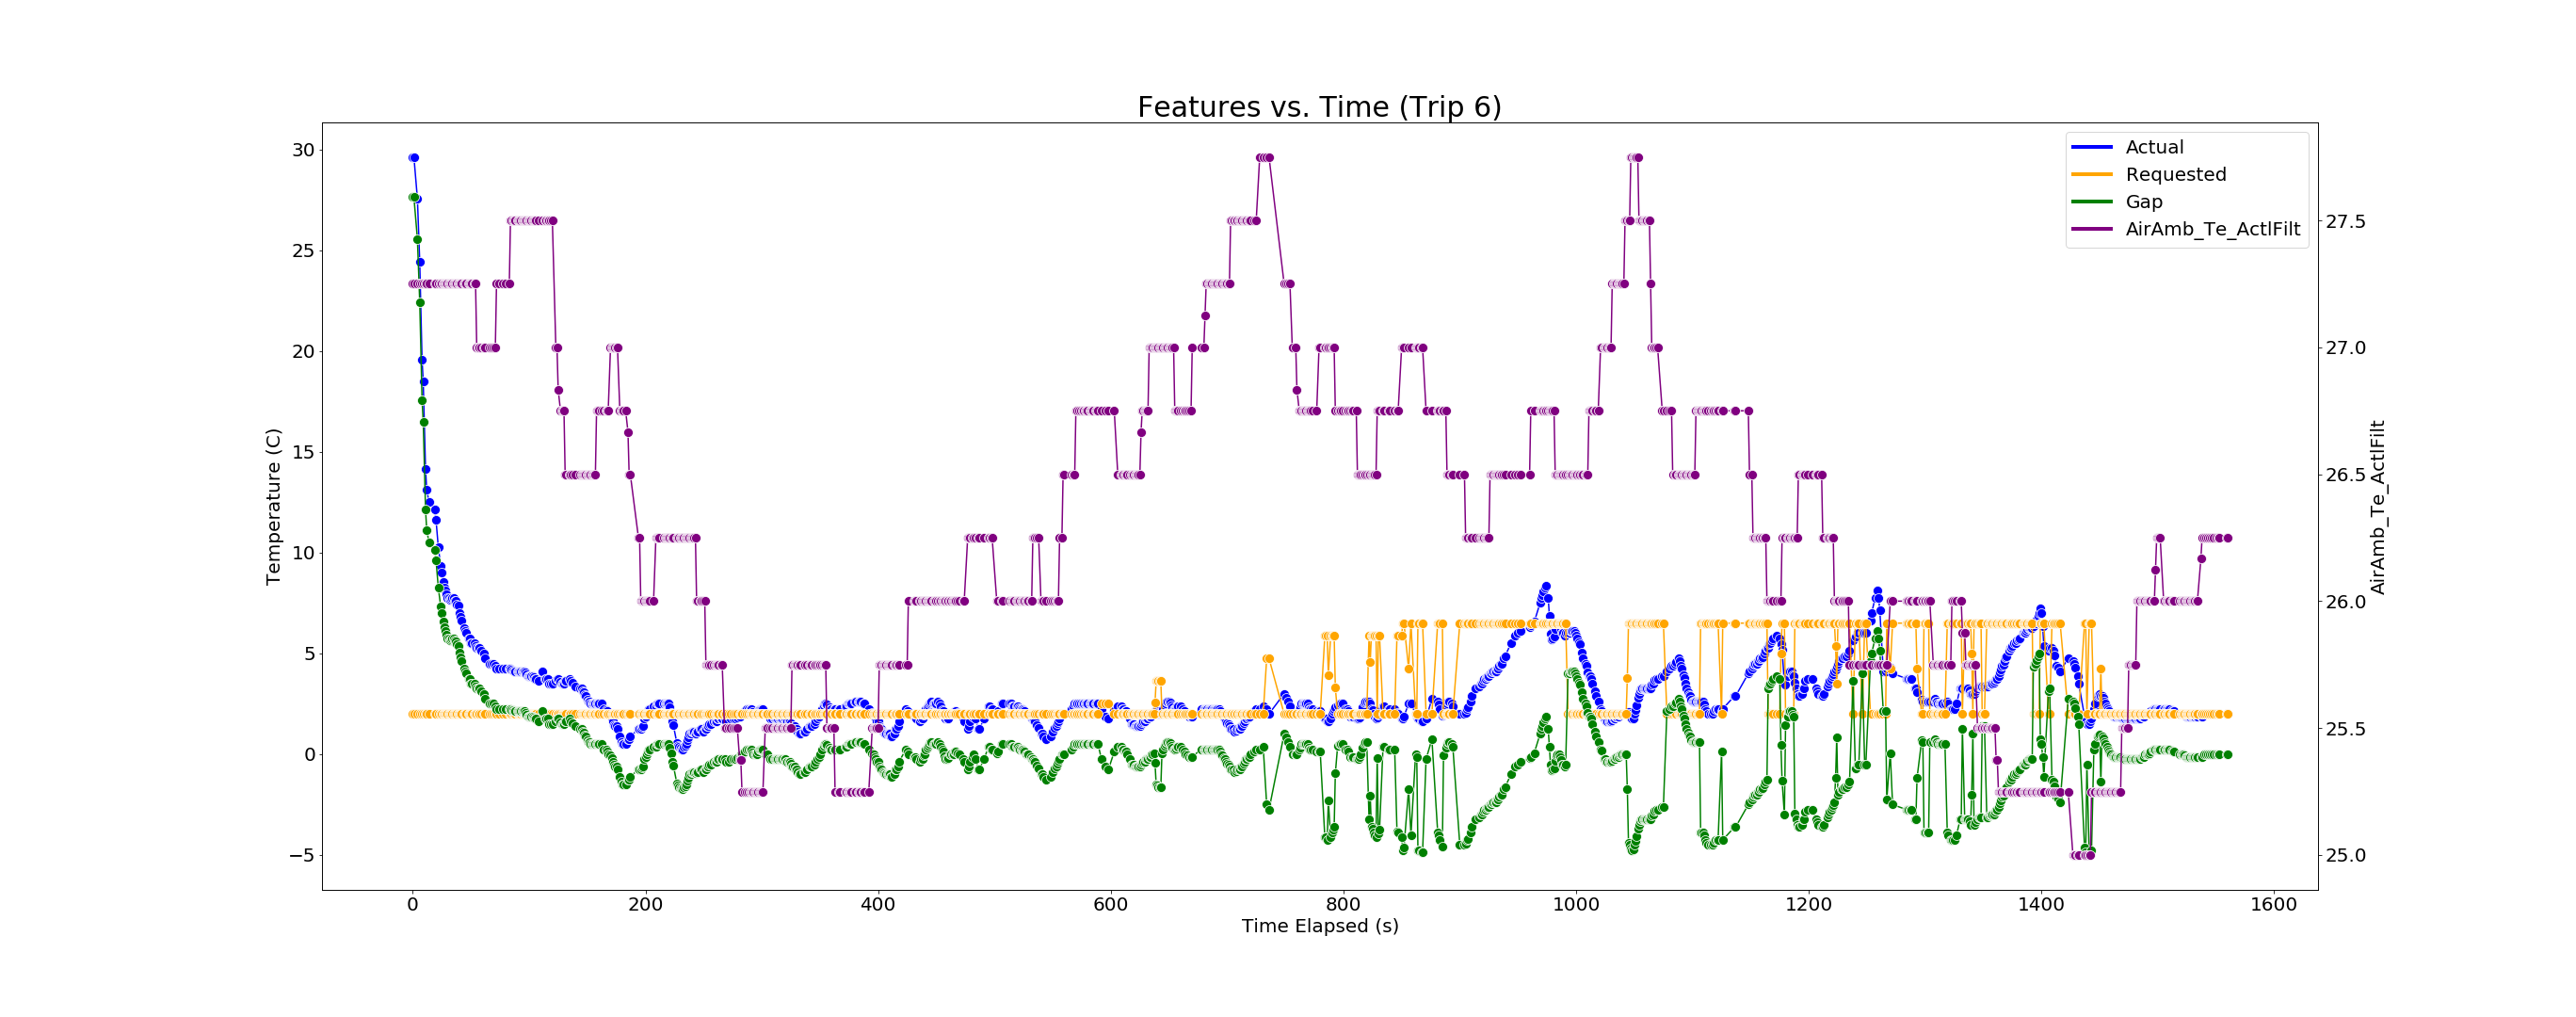 Features vs. Time (Trip 6)
Actual
Requested
Gap
AirAmb_Te_ActlFilt
30
25
20
15
10
5
0
−5
Temperature (C)
27.5
27.0
26.5
26.0
25.5
25.0
AirAmb_Te_ActlFilt
0 200 400 600 800 1000 1200 1400 1600
Time Elapsed (s)